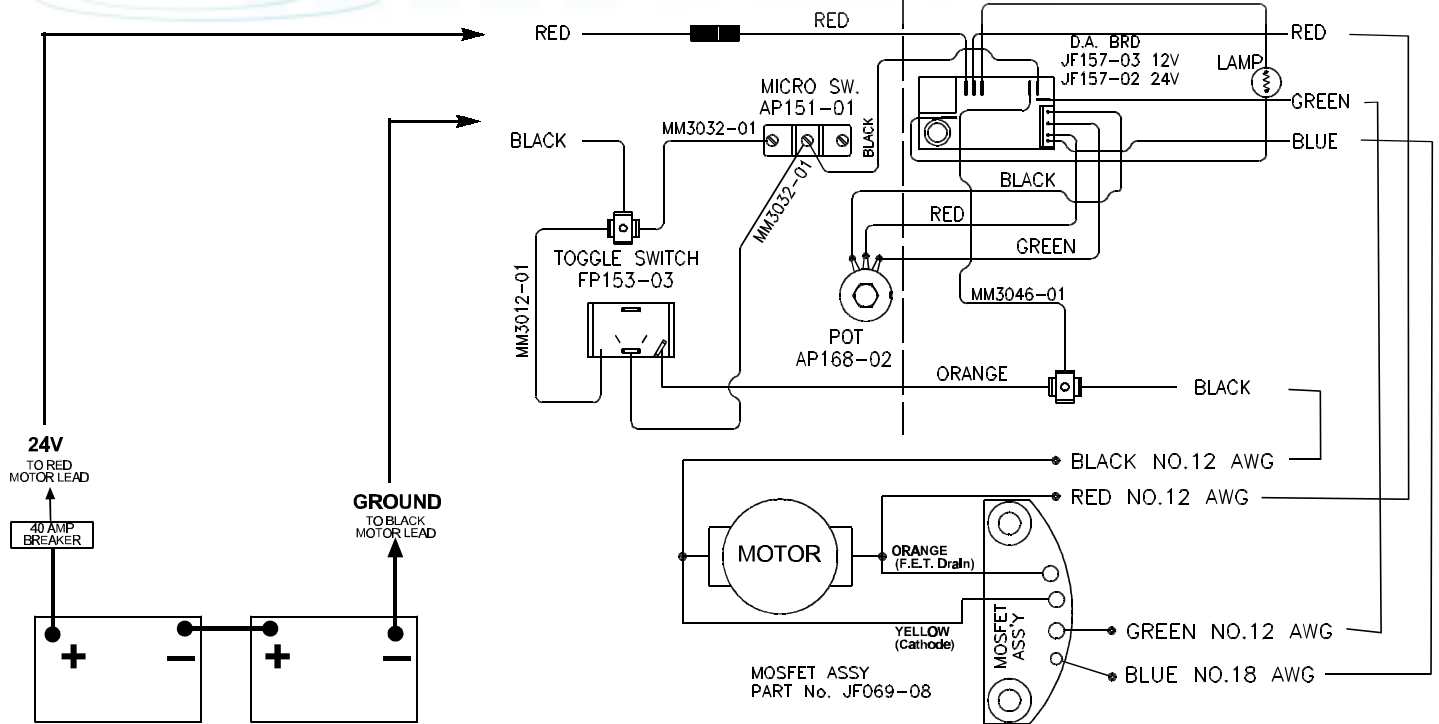 RED
RED
RED
D.A. BRD
JF157-03 12V
JF157-02 24V
LAMP
MICRO SW.
AP151-01
GREEN
MM3032-01
BLACK
BLACK
BLUE
BLACK
MM3032-01
RED
GREEN
TOGGLE SWITCH
FP153-03
MM3012-01
MM3046-01
POT
AP168-02
ORANGE
BLACK
24V
TO RED
MOTOR LEAD
40 AMP
BREAKER
GROUND
TO BLACK
MOTOR LEAD
BLACK NO.12 AWG
RED NO.12 AWG
MOTOR
ORANGE
(F.E.T. Drain)
MOSFET
ASS'Y
YELLOW
(Cathode)
GREEN NO.12 AWG
BLUE NO.18 AWG
MOSFET ASSY
PART No. JF069-08
+
−
+
−